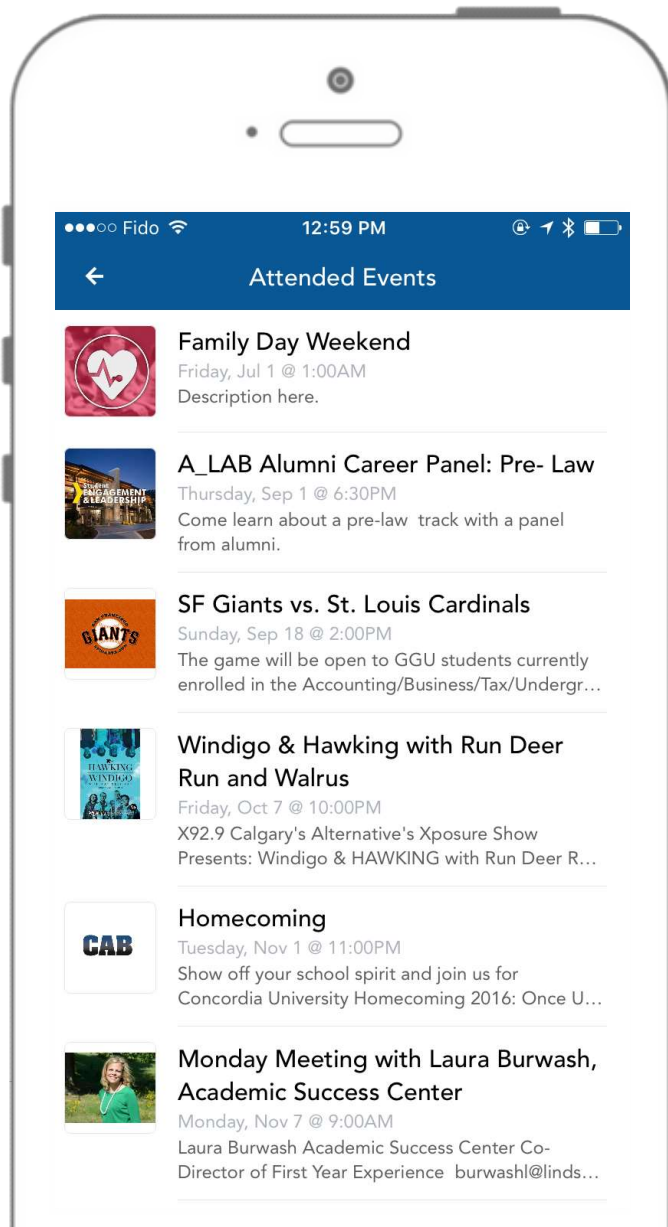 Fido
12:59 PM
Attended Events
Family Day Weekend
Friday, Jul 1 @ 1:00AM
Description here.
STUDENT
ENGAGEMENT
&LEADERSHIP
A_LAB Alumni Career Panel: Pre- Law
Thursday, Sep 1 @ 6:30PM
Come learn about a pre-law  track with a panel
from alumni.
SAN FRANCISCO
GIANTS
SF Giants vs. St. Louis Cardinals
Sunday, Sep 18 @ 2:00PM
The game will be open to GGU students currently
enrolled in the Accounting/Business/Tax/Undergr...
HAWKING
WINDIGO
Windigo & Hawking with Run Deer
Run and Walrus
Friday, Oct 7 @ 10:00PM
X92.9 Calgary's Alternative's Xposure Show
Presents: Windigo & HAWKING with Run Deer R...
CAB
Homecoming
Tuesday, Nov 1 @ 11:00PM
Show off your school spirit and join us for
Concordia University Homecoming 2016: Once U...
Monday Meeting with Laura Burwash,
Academic Success Center
Monday, Nov 7 @ 9:00AM
Laura Burwash Academic Success Center Co-
Director of First Year Experience  burwashl@linds...